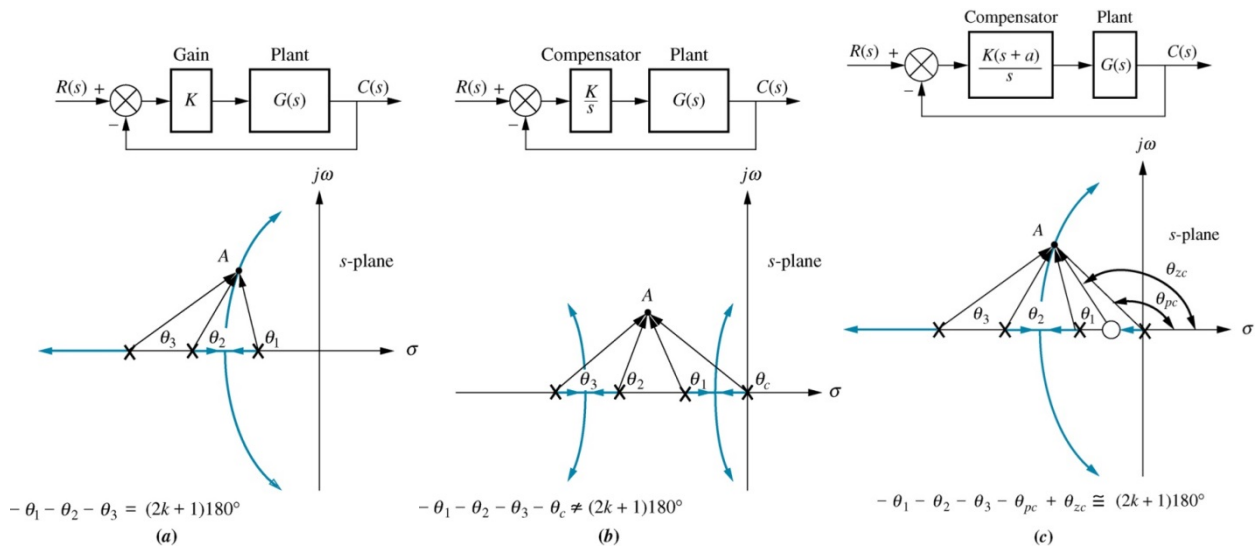 Gain Plant
R(s) + K G(s) C(s)
−
jω
A
s-plane
θ3 θ2 θ1
σ
− θ1 − θ2 − θ3 = (2k + 1)180°
(a)
Compensator Plant
R(s) + K/s G(s) C(s)
−
jω
A
s-plane
θ3 θ2 θ1 θc
σ
− θ1 − θ2 − θ3 − θc ≠ (2k + 1)180°
(b)
Compensator Plant
R(s) + K(s + a)/s G(s) C(s)
−
jω
A
s-plane
θzc
θpc
θ3 θ2 θ1
σ
− θ1 − θ2 − θ3 − θpc + θzc ≅ (2k + 1)180°
(c)